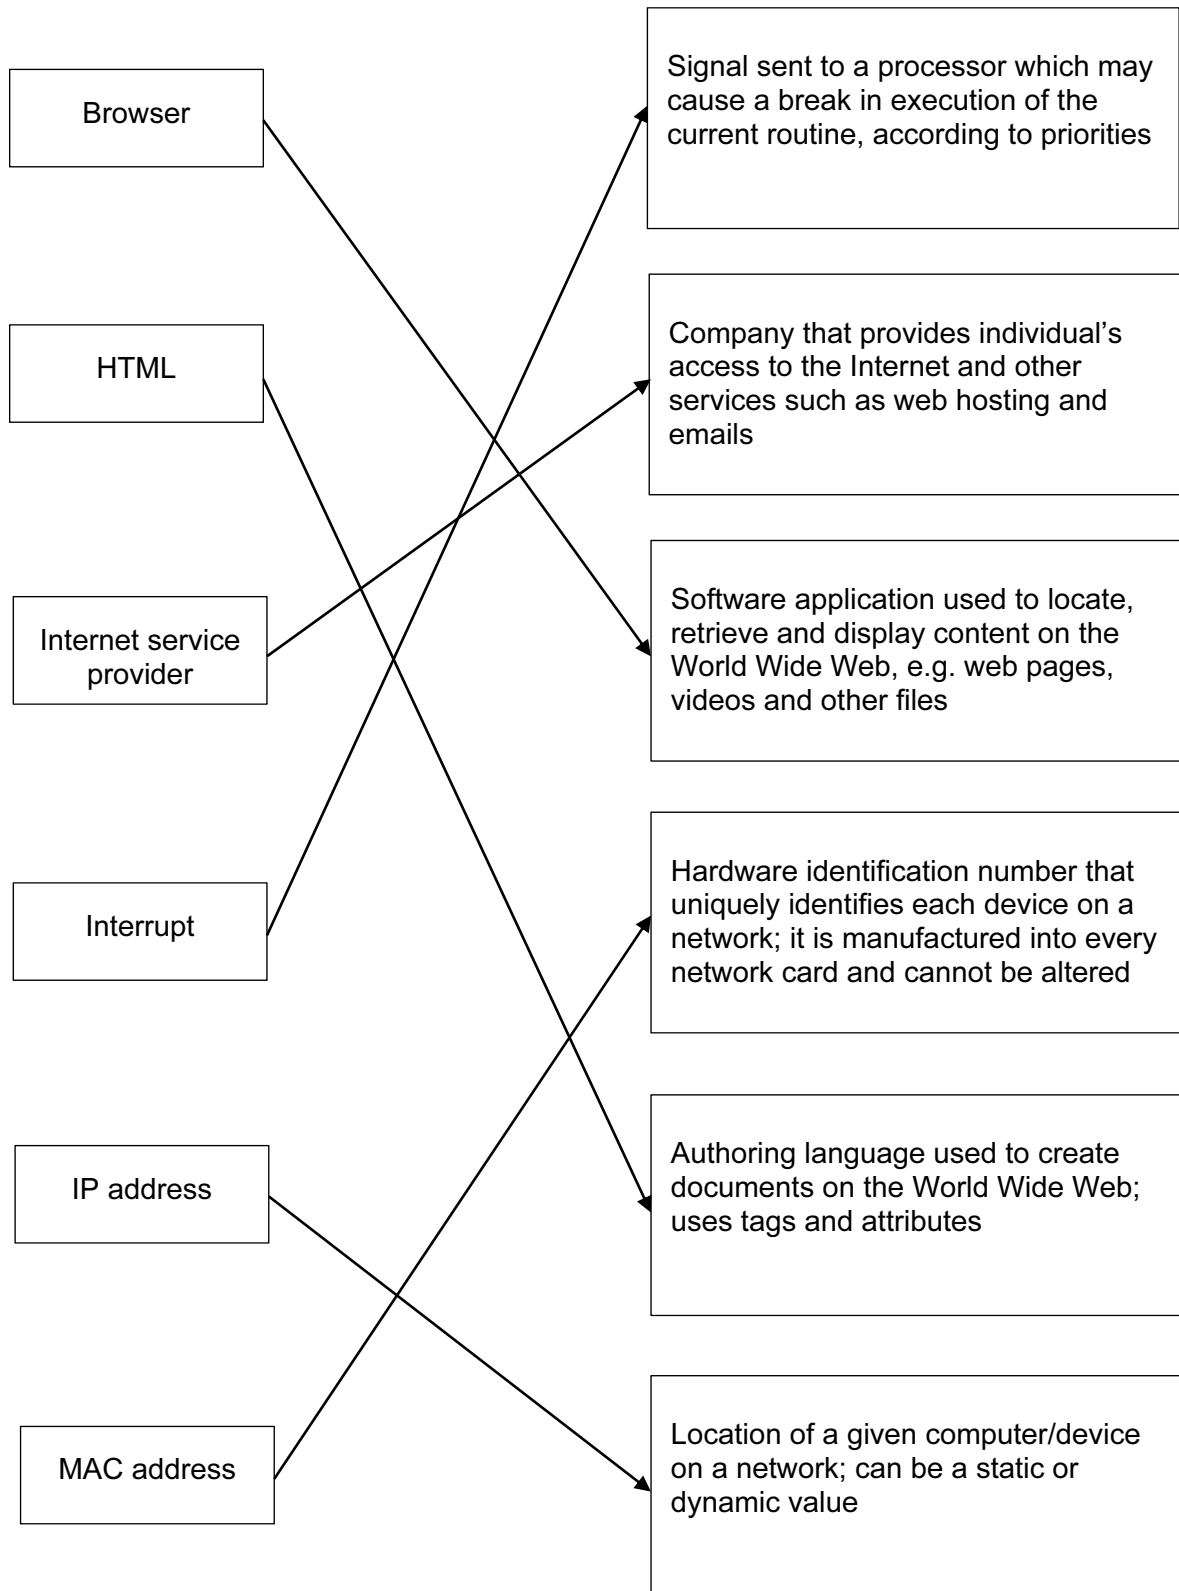 Browser
HTML
Internet service
provider
Interrupt
IP address
MAC address
Signal sent to a processor which may
cause a break in execution of the
current routine, according to priorities
Company that provides individual’s
access to the Internet and other
services such as web hosting and
emails
Software application used to locate,
retrieve and display content on the
World Wide Web, e.g. web pages,
videos and other files
Hardware identification number that
uniquely identifies each device on a
network; it is manufactured into every
network card and cannot be altered
Authoring language used to create
documents on the World Wide Web;
uses tags and attributes
Location of a given computer/device
on a network; can be a static or
dynamic value